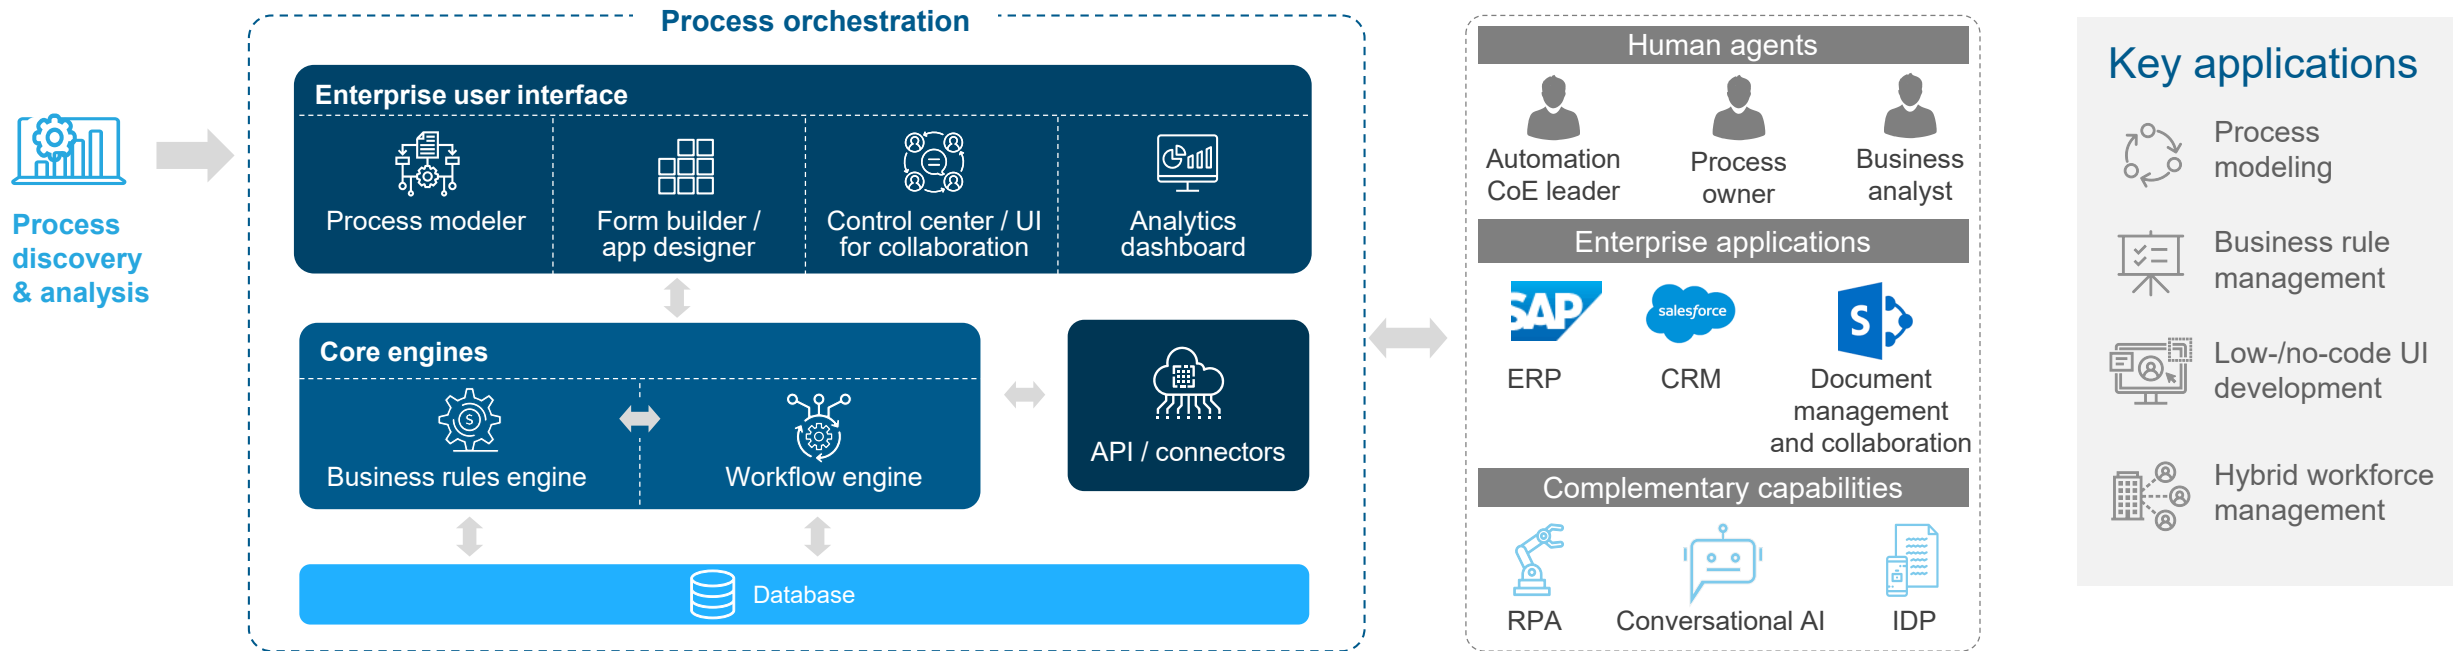 Process orchestration
Process
discovery
& analysis
Enterprise user interface
Process modeler
Form builder /
app designer
Control center / UI
for collaboration
Analytics
dashboard
Core engines
Business rules engine
S
Workflow engine
API / connectors
Database
Human agents
Automation
CoE leader
Process
owner
Business
analyst
Enterprise applications
SAP
ERP
salesforce
CRM
S
Document
management
and collaboration
Complementary capabilities
RPA
Conversational AI
IDP
Key applications
Process
modeling
Business rule
management
Low-/no-code UI
development
Hybrid workforce
management